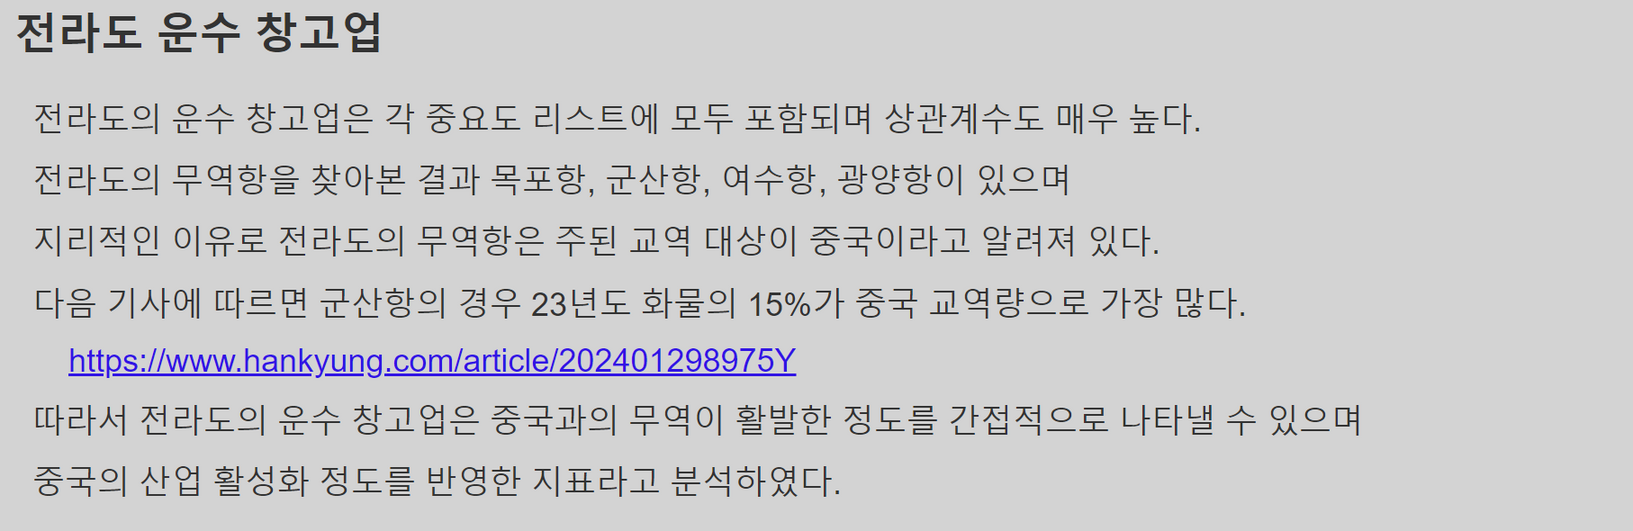 전라도 운수 창고업
전라도의 운수 창고업은 각 중요도 리스트에 모두 포함되며 상관계수도 매우 높다.
전라도의 무역항을 찾아본 결과 목포항, 군산항, 여수항, 광양항이 있으며
지리적인 이유로 전라도의 무역항은 주된 교역 대상이 중국이라고 알려져 있다.
다음 기사에 따르면 군산항의 경우 23년도 화물의 15%가 중국 교역량으로 가장 많다.
https://www.hankyung.com/article/202401298975Y
따라서 전라도의 운수 창고업은 중국과의 무역이 활발한 정도를 간접적으로 나타낼 수 있으며
중국의 산업 활성화 정도를 반영한 지표라고 분석하였다.